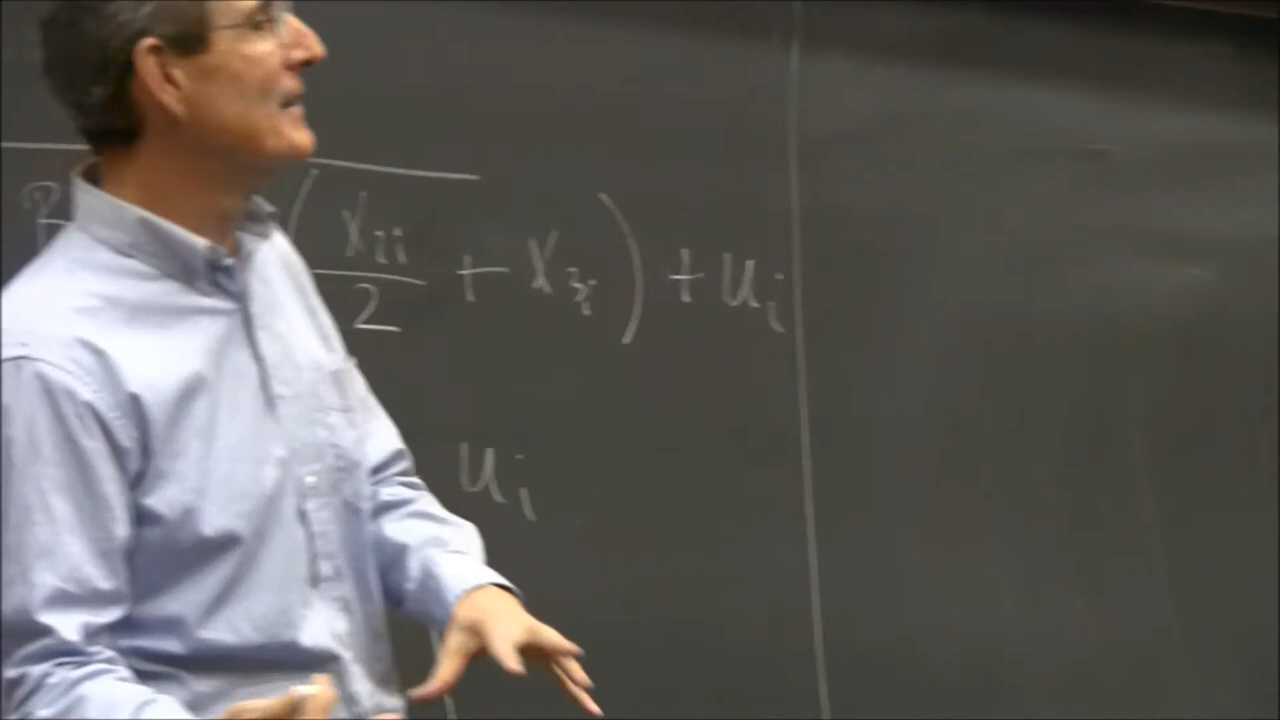 ( X₂ᵢ / 2 + X₃ᵢ ) + uᵢ
uᵢ